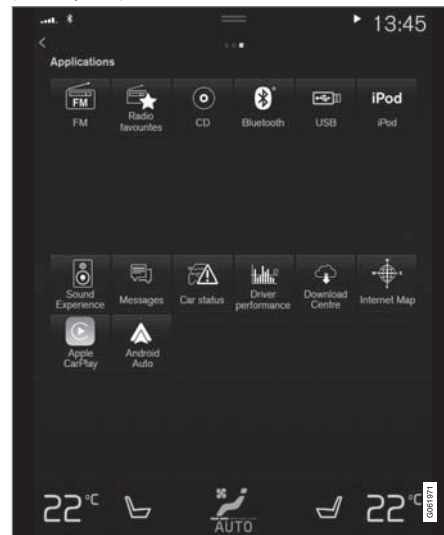 13:45
Applications
FM
FM
Radio
favourites
CD
Bluetooth
USB
iPod
iPod
Sound
Experience
Messages
Car status
Driver
performance
Download
Centre
Internet Map
Apple
CarPlay
Android
Auto
22°C
AUTO
22°C
G061971